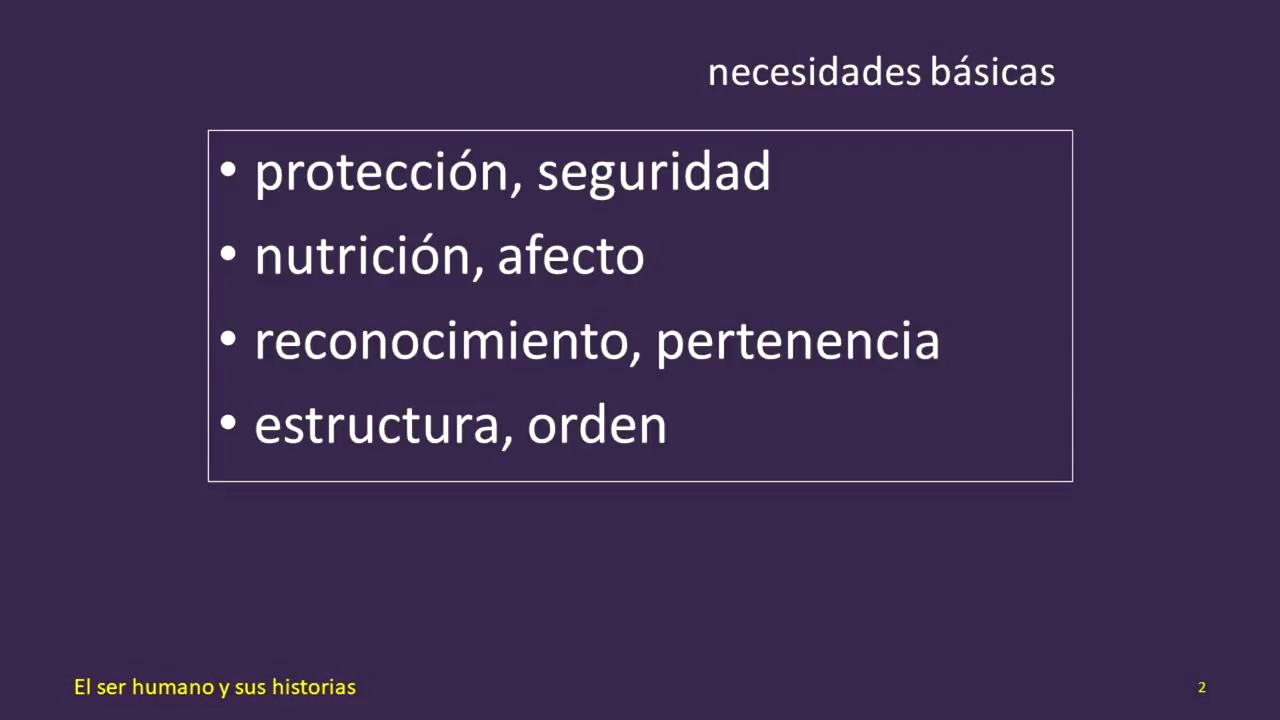 necesidades básicas
• protección, seguridad
• nutrición, afecto
• reconocimiento, pertenencia
• estructura, orden
El ser humano y sus historias
2